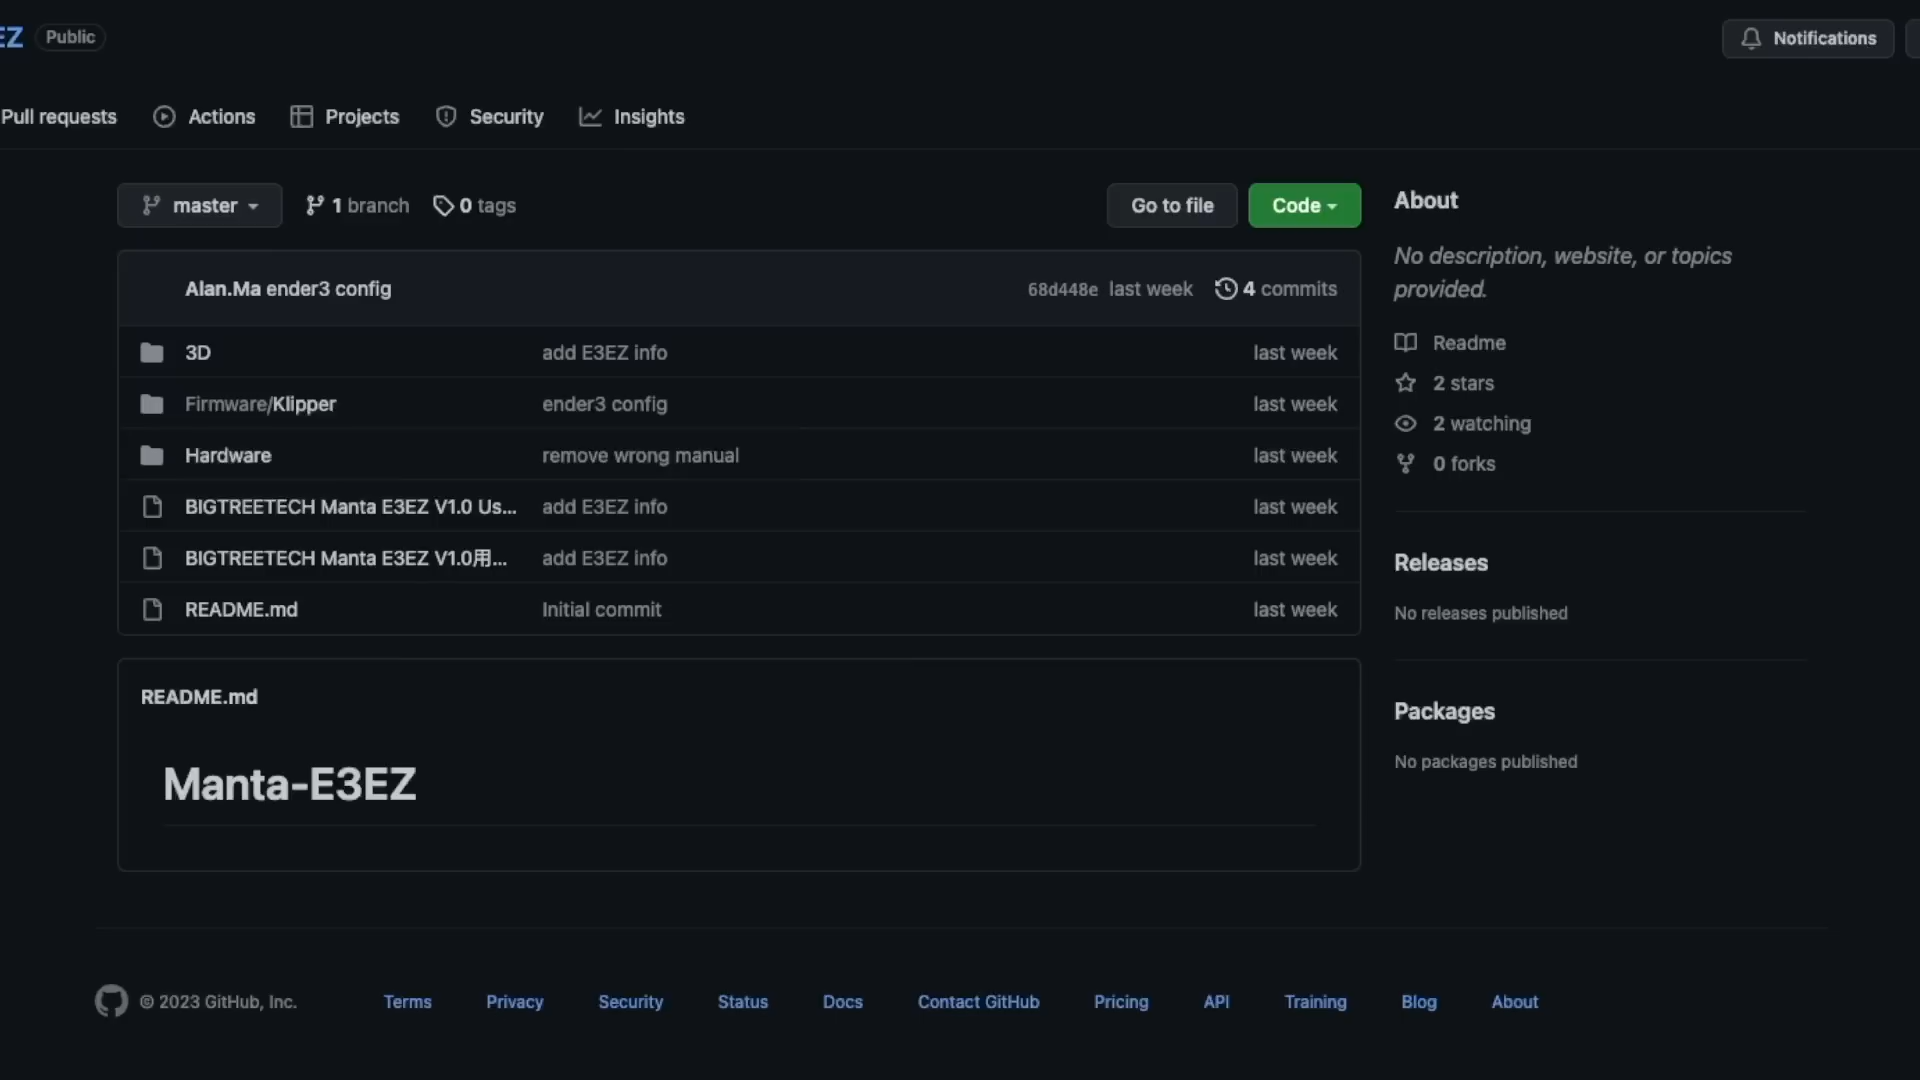 EZ Public
Notifications
Pull requests Actions Projects Security Insights
master 1 branch 0 tags Go to file Code
Alan.Ma ender3 config 68d448e last week 4 commits
3D add E3EZ info last week
Firmware/Klipper ender3 config last week
Hardware remove wrong manual last week
BIGTREETECH Manta E3EZ V1.0 Us... add E3EZ info last week
BIGTREETECH Manta E3EZ V1.0用... add E3EZ info last week
README.md Initial commit last week
README.md
Manta-E3EZ
About
No description, website, or topics
provided.
Readme
2 stars
2 watching
0 forks
Releases
No releases published
Packages
No packages published
© 2023 GitHub, Inc. Terms Privacy Security Status Docs Contact GitHub Pricing API Training Blog About